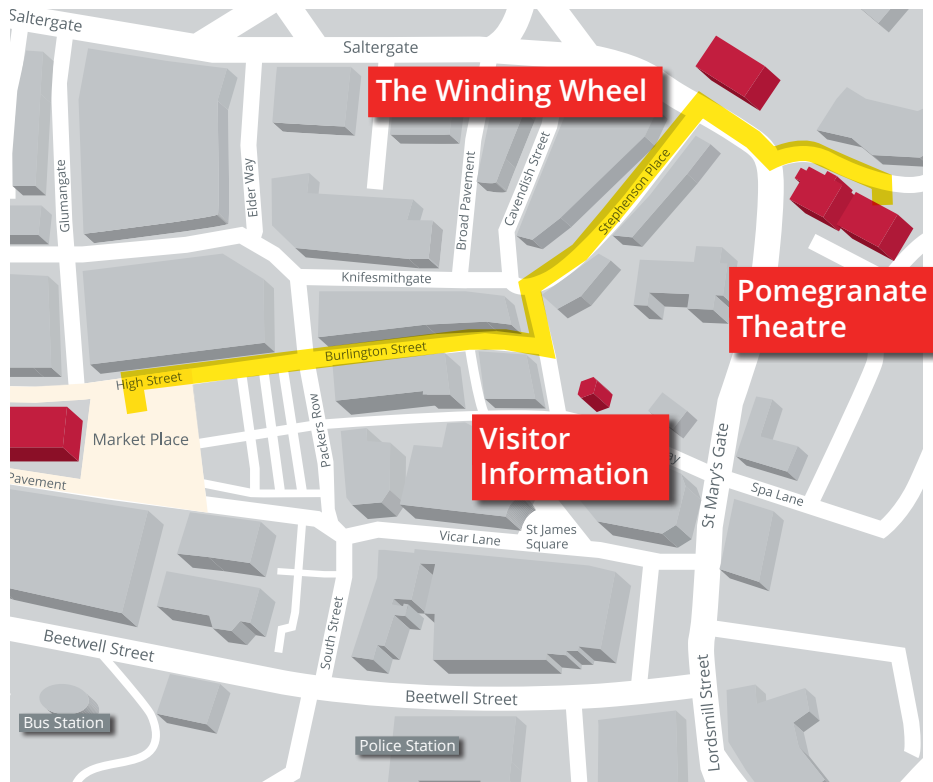 Saltergate
Saltergate
The Winding Wheel
Glumangate
Elder Way
Broad Pavement
Cavendish Street
Stephenson Place
Knifesmithgate
Pomegranate
Theatre
Burlington Street
High Street
Market Place
Packers Row
Visitor
Information
Pavement
St Mary's Gate
Spa Lane
Vicar Lane
St James
Square
South Street
Beetwell Street
Beetwell Street
Lordsmill Street
Bus Station
Police Station